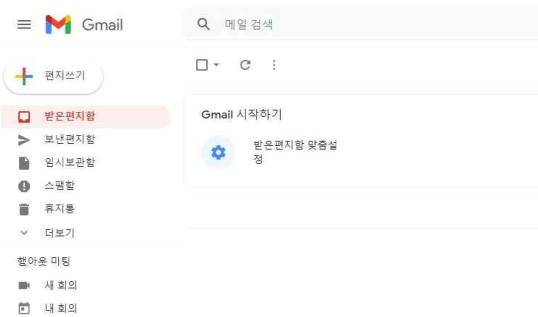 Gmail
메일 검색
편지쓰기
받은편지함
보낸편지함
임시보관함
스팸함
휴지통
더보기
행아웃 미팅
새 회의
내 회의
Gmail 시작하기
받은편지함 맞춤설
정